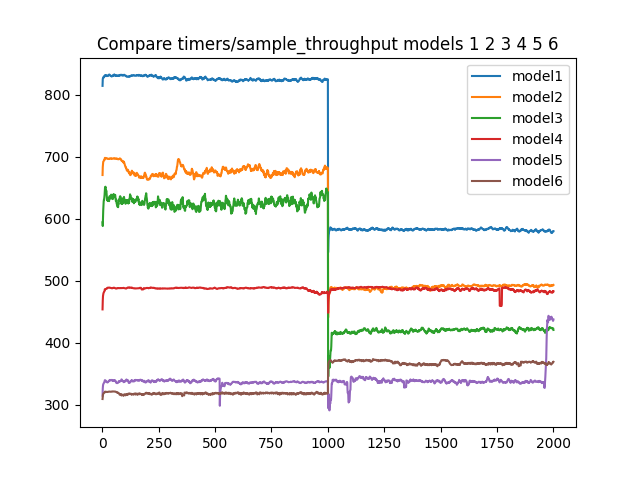 Compare timers/sample_throughput models 1 2 3 4 5 6
model1
model2
model3
model4
model5
model6
800
700
600
500
400
300
0 250 500 750 1000 1250 1500 1750 2000